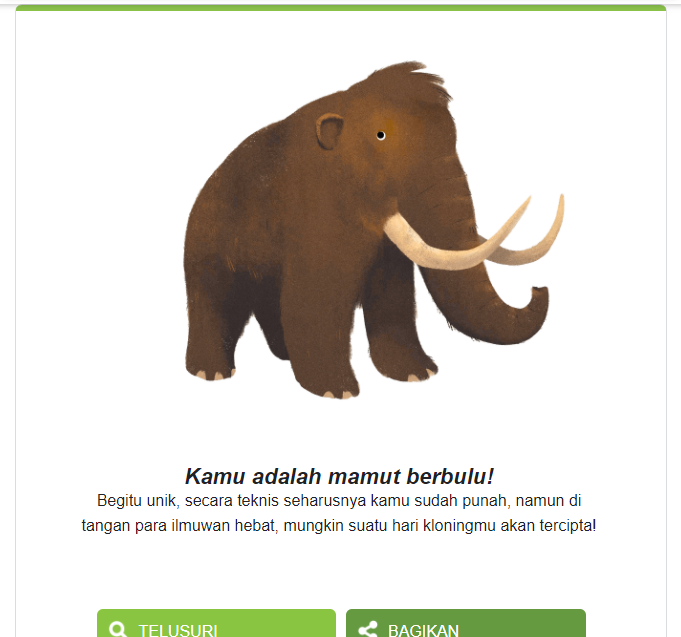 Kamu adalah mamut berbulu!
Begitu unik, secara teknis seharusnya kamu sudah punah, namun di
tangan para ilmuwan hebat, mungkin suatu hari kloningmu akan tercipta!
TELUSURI
BAGIKAN